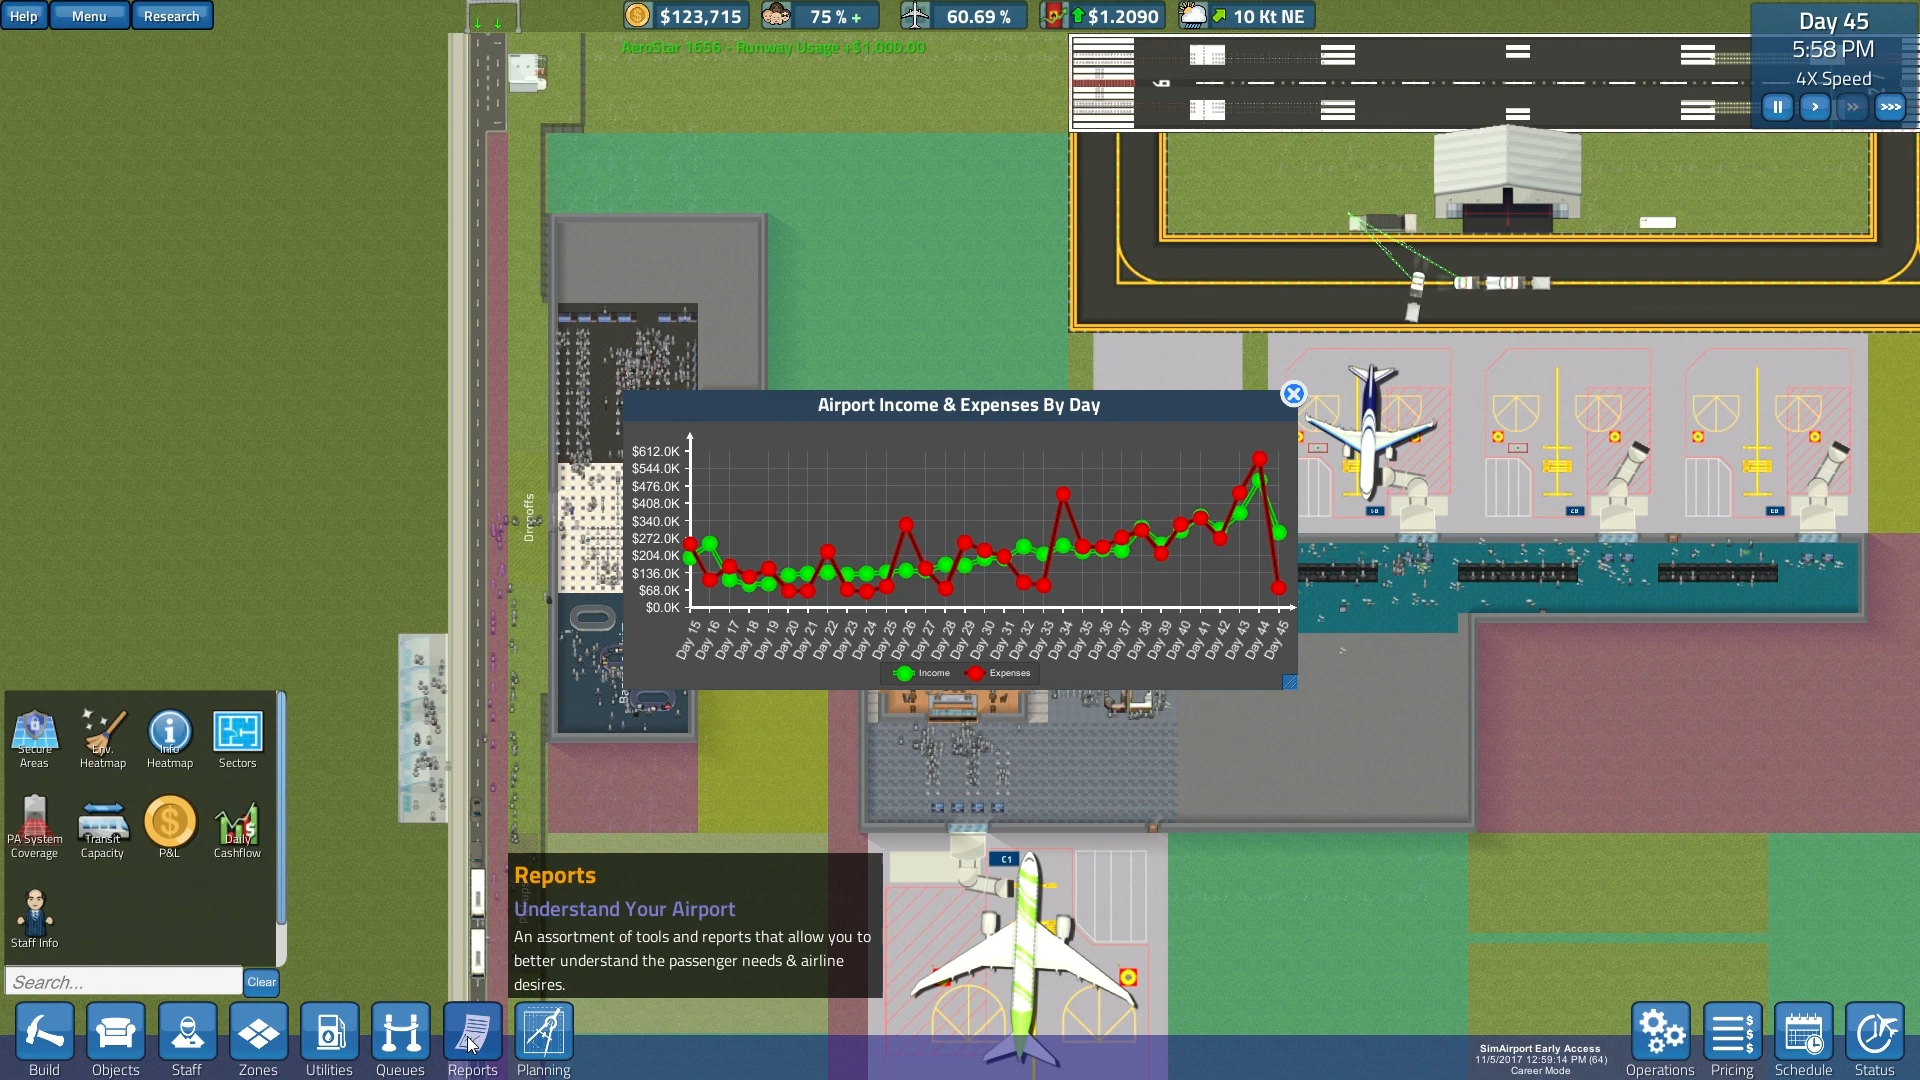 Help
Menu
Research
$123,715
75 % +
60.69 %
$1.2090
10 Kt NE
AeroStar 1656 - Runway Usage +$1,000.00
Day 45
5:58 PM
4X Speed
Airport Income & Expenses By Day
$612.0K
$544.0K
$476.0K
$408.0K
$340.0K
$272.0K
$204.0K
$136.0K
$68.0K
$0.0K
Day 15
Day 16
Day 17
Day 18
Day 19
Day 20
Day 21
Day 22
Day 23
Day 24
Day 25
Day 26
Day 27
Day 28
Day 29
Day 30
Day 31
Day 32
Day 33
Day 34
Day 35
Day 36
Day 37
Day 38
Day 39
Day 40
Day 41
Day 42
Day 43
Day 44
Day 45
Income
Expenses
Dropoffs
Secure Areas
Env. Heatmap
Info Heatmap
Sectors
PA System Coverage
Transit Capacity
P&L
Daily Cashflow
Staff Info
Search...
Clear
C1
Reports
Understand Your Airport
An assortment of tools and reports that allow you to
better understand the passenger needs & airline
desires.
Build
Objects
Staff
Zones
Utilities
Queues
Reports
Planning
SimAirport Early Access
11/5/2017 12:59:14 PM (64)
Career Mode
Operations
Pricing
Schedule
Status